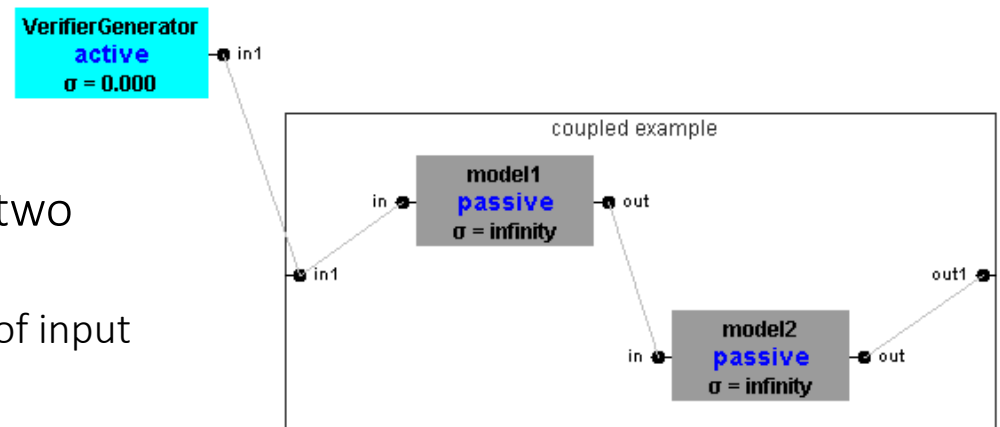 VerifierGenerator
active
σ = 0.000
in1
coupled example
two
of input
model1
passive
σ = infinity
in
out
in1
out1
model2
passive
σ = infinity
in
out